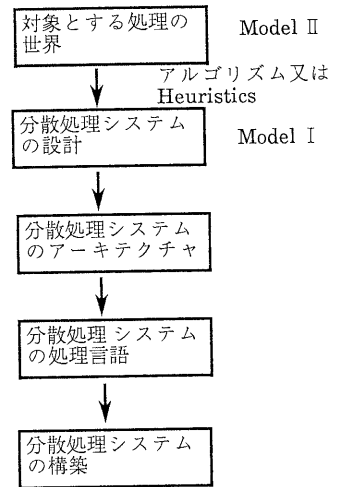 対象とする処理の
世界
Model Ⅱ
アルゴリズム又は
Heuristics
分散処理システム
の設計
Model Ⅰ
分散処理システム
のアーキテクチャ
分散処理システム
の処理言語
分散処理システム
の構築